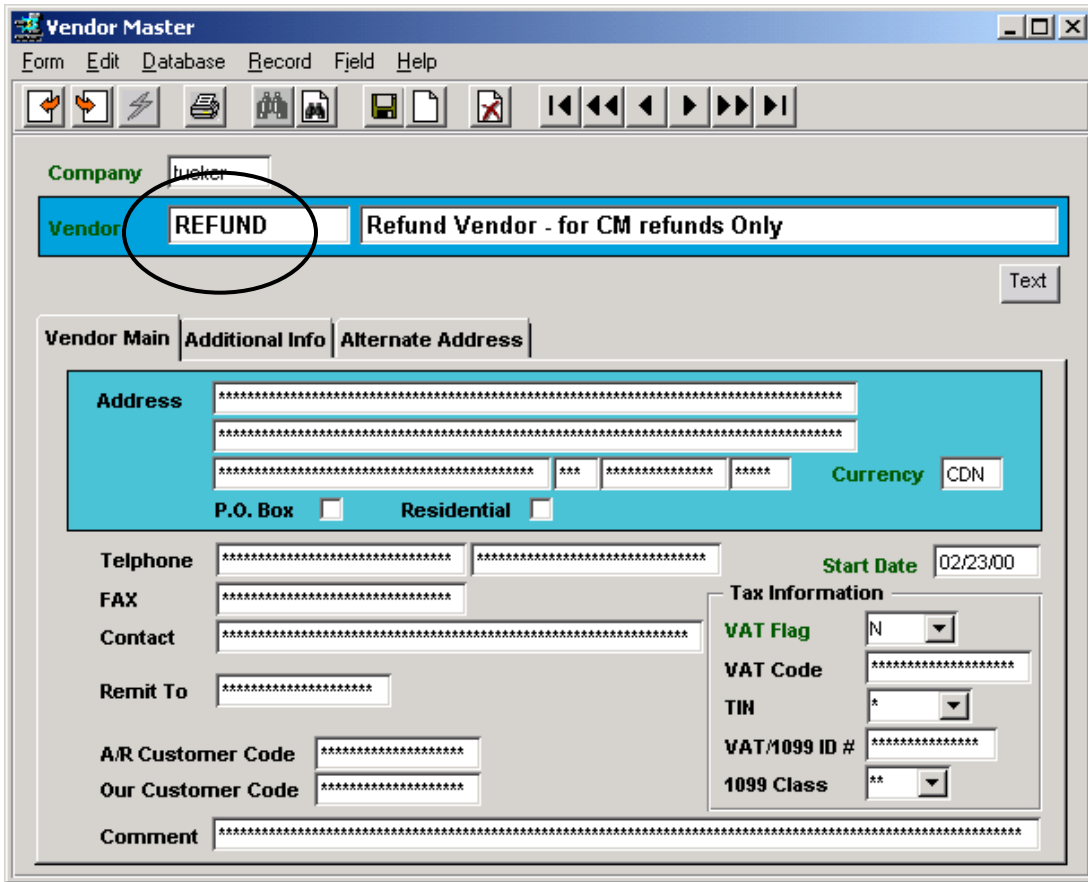 Vendor Master
Form Edit Database Record Field Help
Company tucker
Vendor REFUND Refund Vendor - for CM refunds Only
Text
Vendor Main Additional Info Alternate Address
Address ****************************************************************************************
****************************************************************************************
********************************************* *** *************** ***** Currency CDN
P.O. Box Residential
Telphone ******************************** ******************************** Start Date 02/23/00
FAX ********************************
Tax Information
Contact ***************************************************************** VAT Flag N
VAT Code ********************
Remit To *********************
TIN *
A/R Customer Code ******************** VAT/1099 ID # ***************
Our Customer Code ******************** 1099 Class **
Comment ****************************************************************************************************************